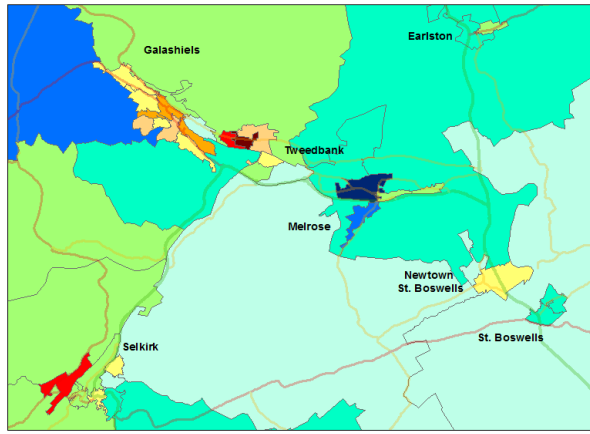 Earlston
Galashiels
Tweedbank
Melrose
Newtown
St. Boswells
St. Boswells
Selkirk